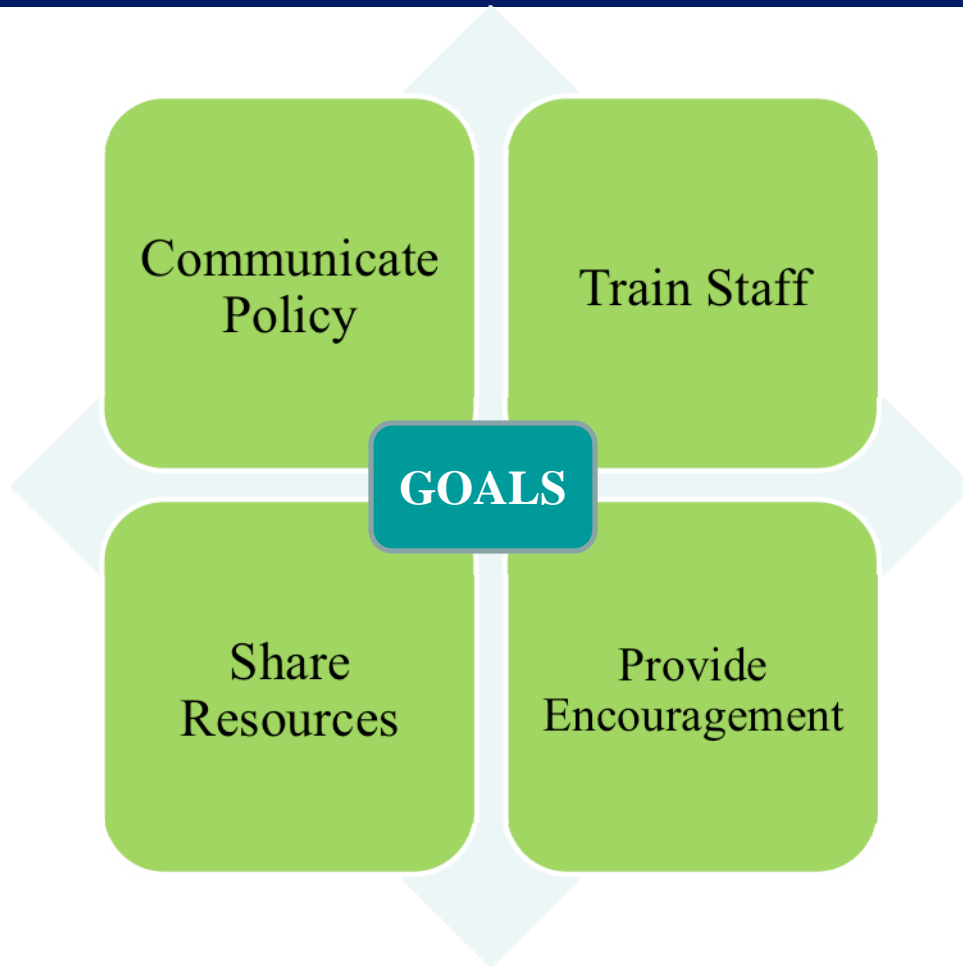 Communicate
Policy
Train Staff
GOALS
Share
Resources
Provide
Encouragement